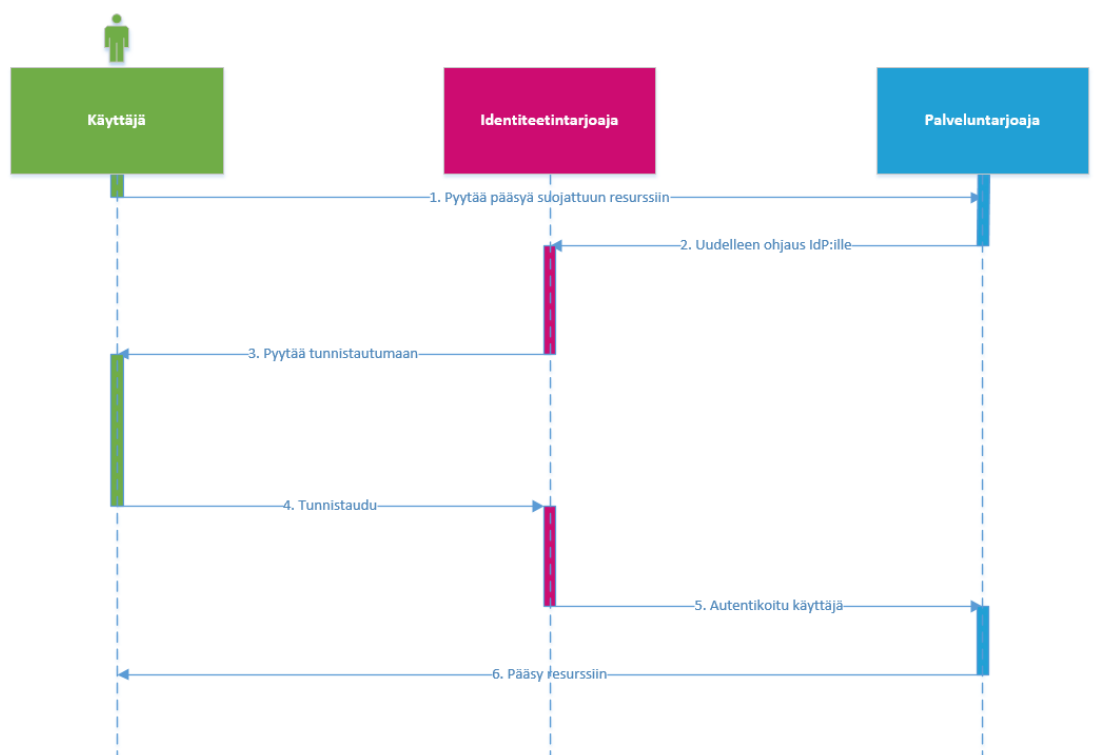 Käyttäjä
Identiteetintarjoaja
Palveluntarjoaja
1. Pyytää pääsyä suojattuun resurssiin
2. Uudelleen ohjaus IdP:ille
3. Pyytää tunnistautumaan
4. Tunnistaudu
5. Autentikoitu käyttäjä
6. Pääsy resurssiin